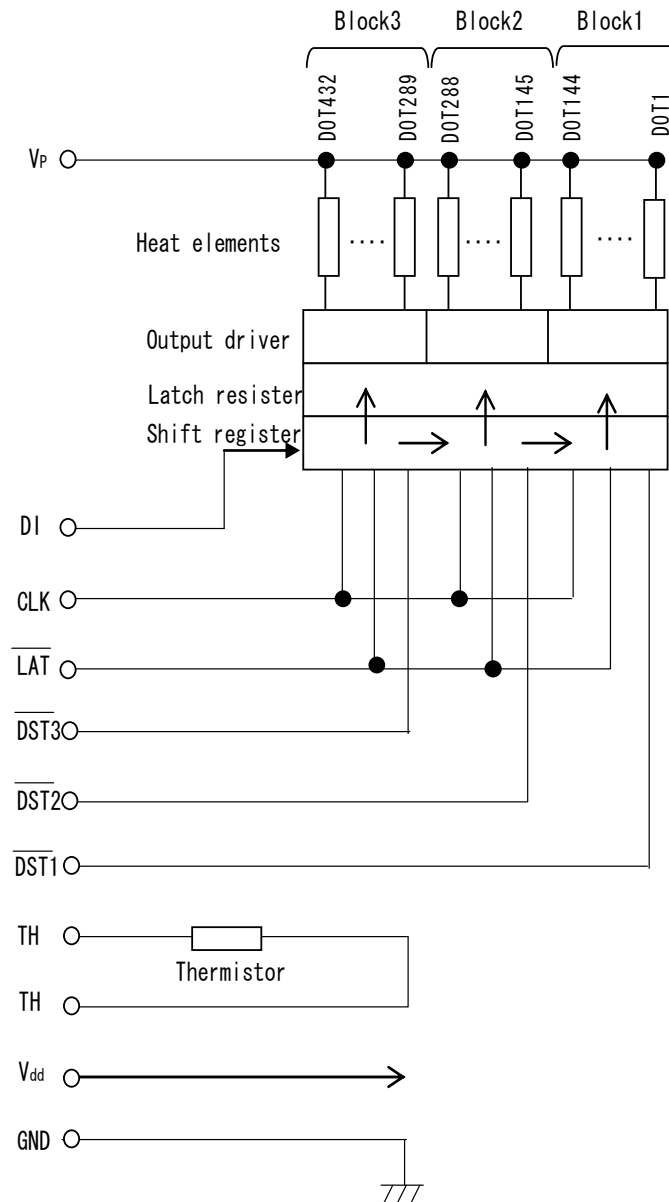 Block3 Block2 Block1
DOT432 DOT289 DOT288 DOT145 DOT144 DOT1
VP
Heat elements
....  ....  ....
Output driver
Latch resister
Shift register
DI
CLK
LAT
DST3
DST2
DST1
TH
Thermistor
TH
Vdd
GND